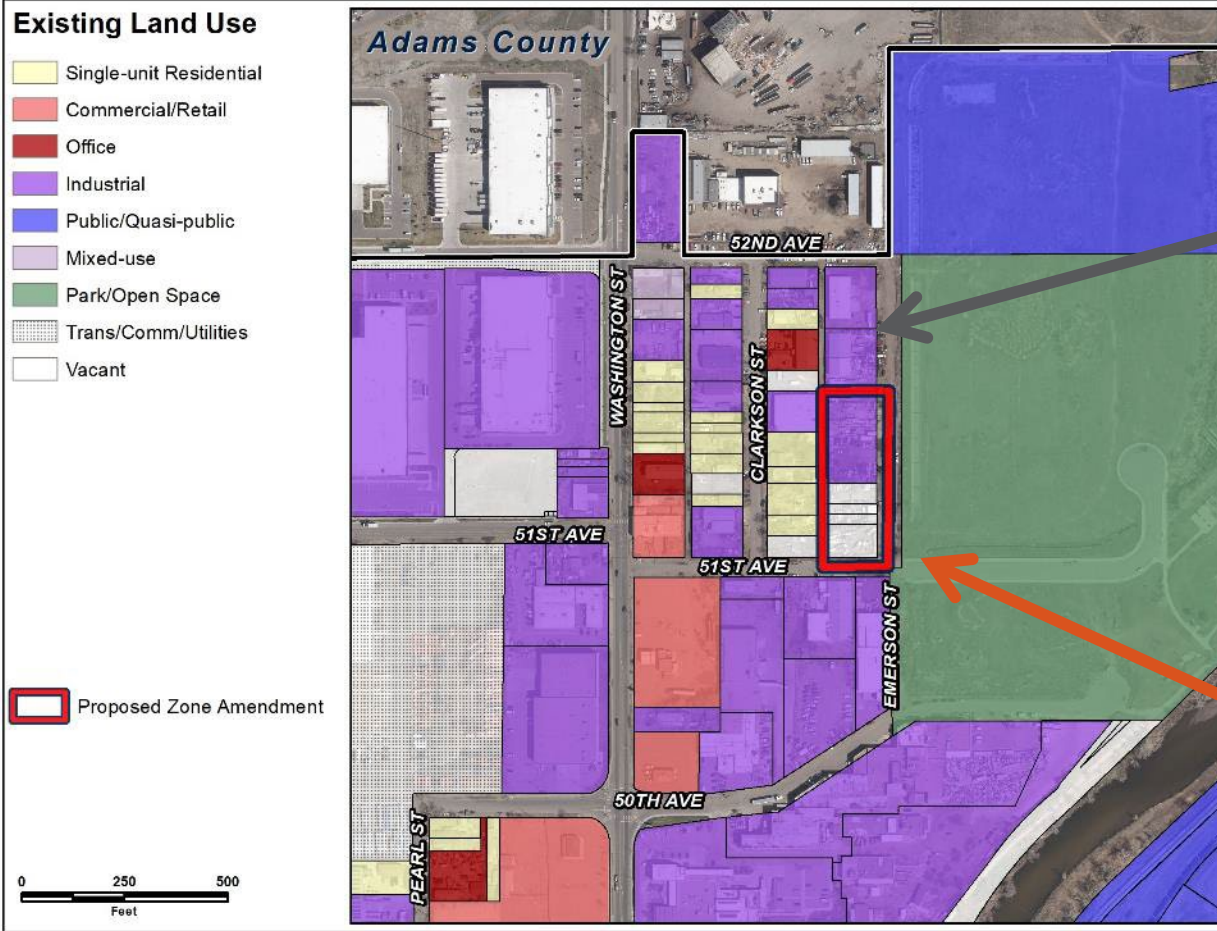 Existing Land Use
Single-unit Residential
Commercial/Retail
Office
Industrial
Public/Quasi-public
Mixed-use
Park/Open Space
Trans/Comm/Utilities
Vacant
Proposed Zone Amendment
0 250 500
Feet
Adams County
52ND AVE
WASHINGTON ST
CLARKSON ST
51ST AVE
51ST AVE
EMERSON ST
50TH AVE
PEARL ST